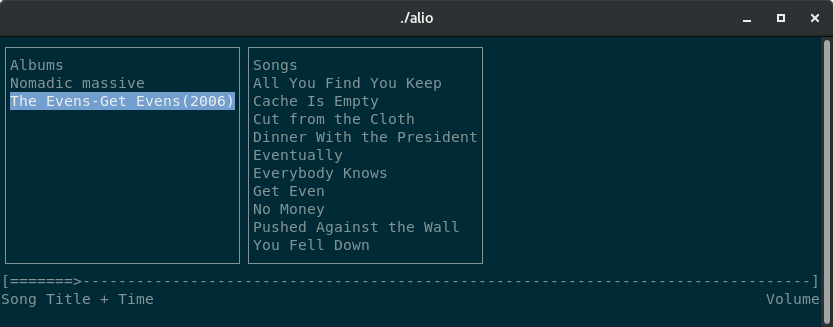 ./alio
Albums
Nomadic massive
The Evens-Get Evens(2006)
Songs
All You Find You Keep
Cache Is Empty
Cut from the Cloth
Dinner With the President
Eventually
Everybody Knows
Get Even
No Money
Pushed Against the Wall
You Fell Down
[=======>---------------------------------------------------------------------------------]
Song Title + Time
Volume